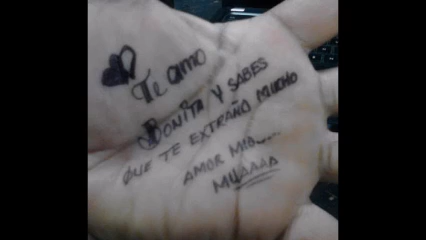 Te amo
Bonita y sabes
que te extraño mucho
amor mio.....
Muaaaa